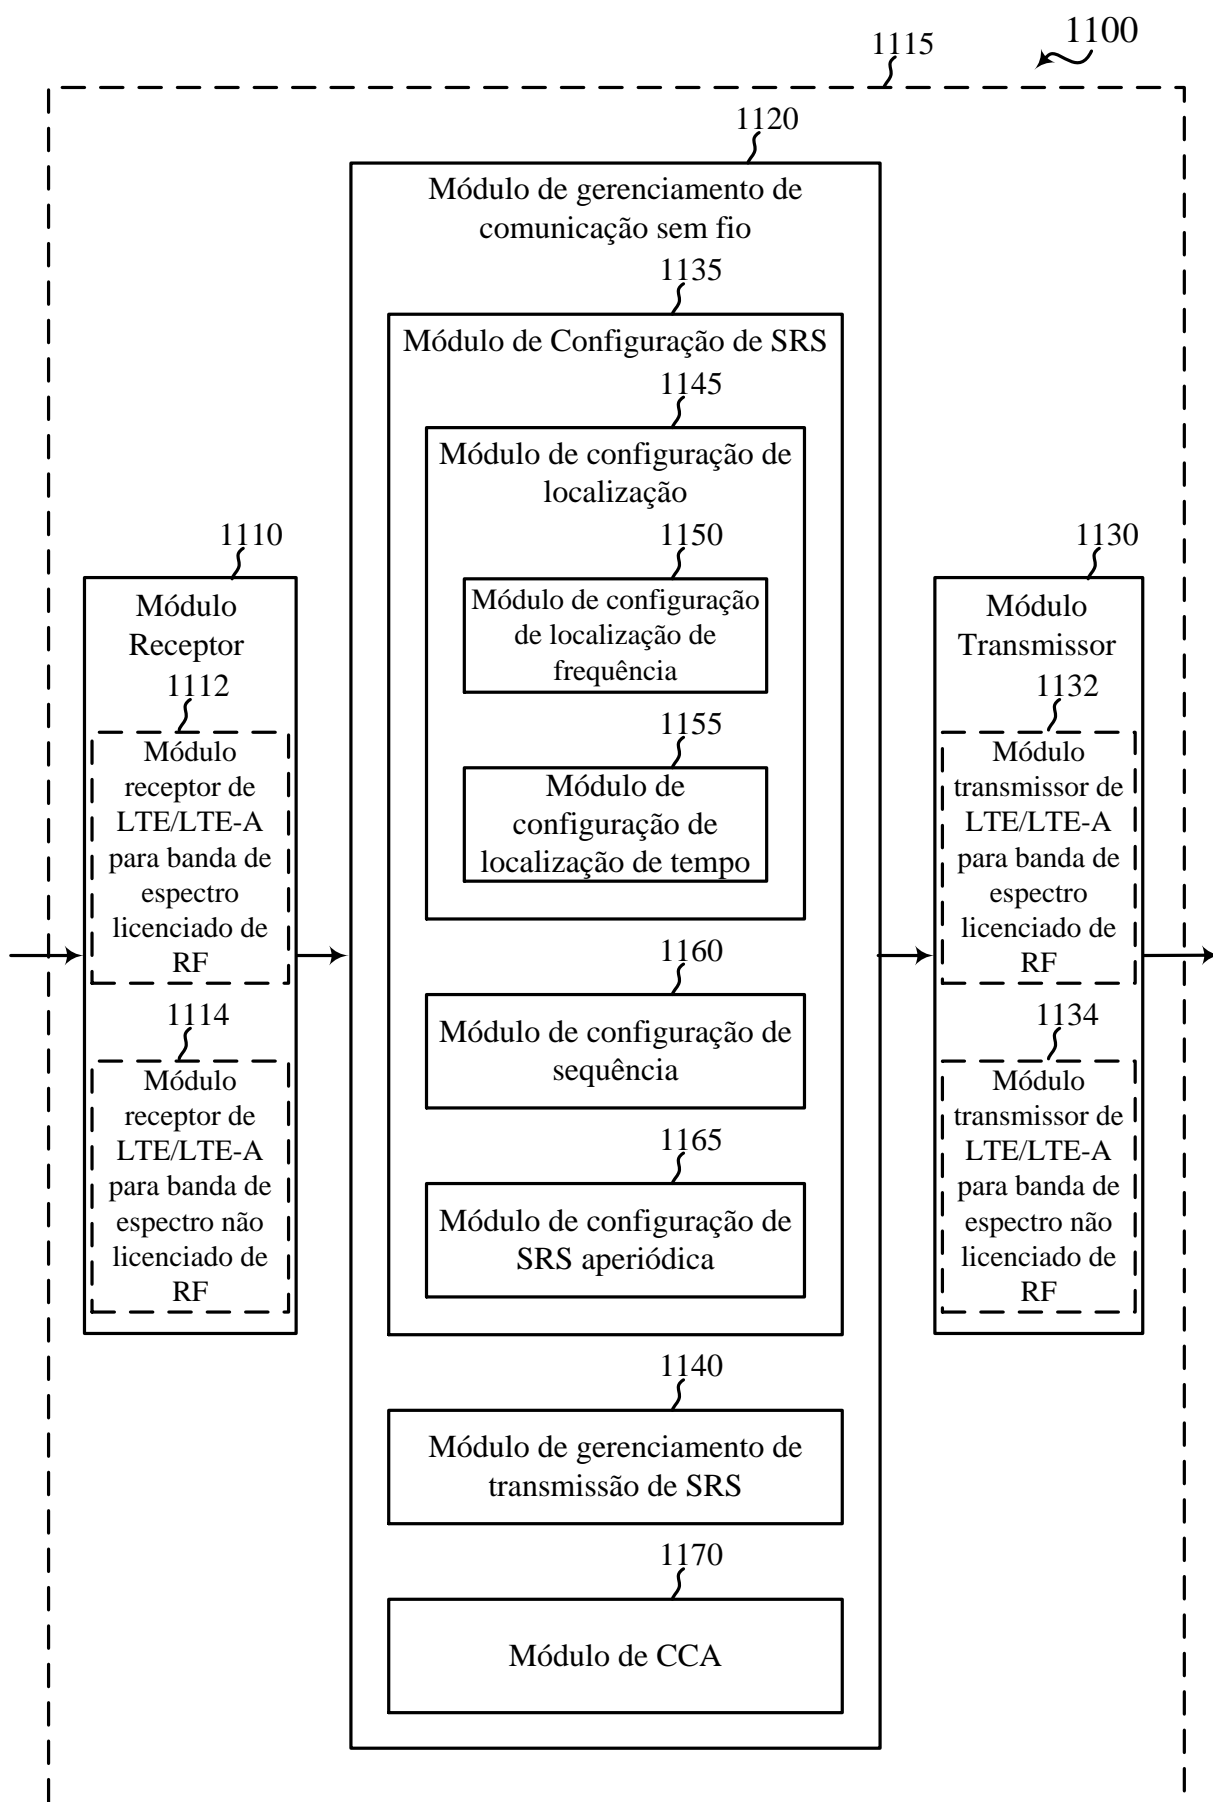 1100
1115
1120
Módulo de gerenciamento de
comunicação sem fio
1135
Módulo de Configuração de SRS
1145
Módulo de configuração de
localização
1150
Módulo de configuração
de localização de
frequência
1155
Módulo de
configuração de
localização de tempo
1160
Módulo de configuração de
sequência
1165
Módulo de configuração de
SRS aperiódica
1140
Módulo de gerenciamento de
transmissão de SRS
1170
Módulo de CCA
1110
Módulo
Receptor
1112
Módulo
receptor de
LTE/LTE-A
para banda de
espectro
licenciado de
RF
1114
Módulo
receptor de
LTE/LTE-A
para banda de
espectro não
licenciado de
RF
1130
Módulo
Transmissor
1132
Módulo
transmissor de
LTE/LTE-A
para banda de
espectro
licenciado de
RF
1134
Módulo
transmissor de
LTE/LTE-A
para banda de
espectro não
licenciado de
RF